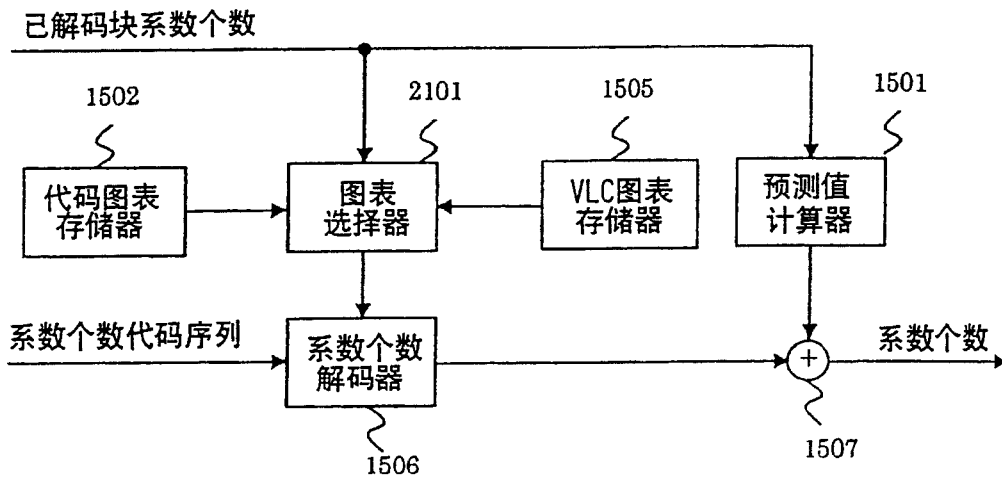 已解码块系数个数
1502
2101
1505
1501
代码图表
存储器
图表
选择器
VLC图表
存储器
预测值
计算器
系数个数代码序列
系数个数
解码器
+
系数个数
1506
1507